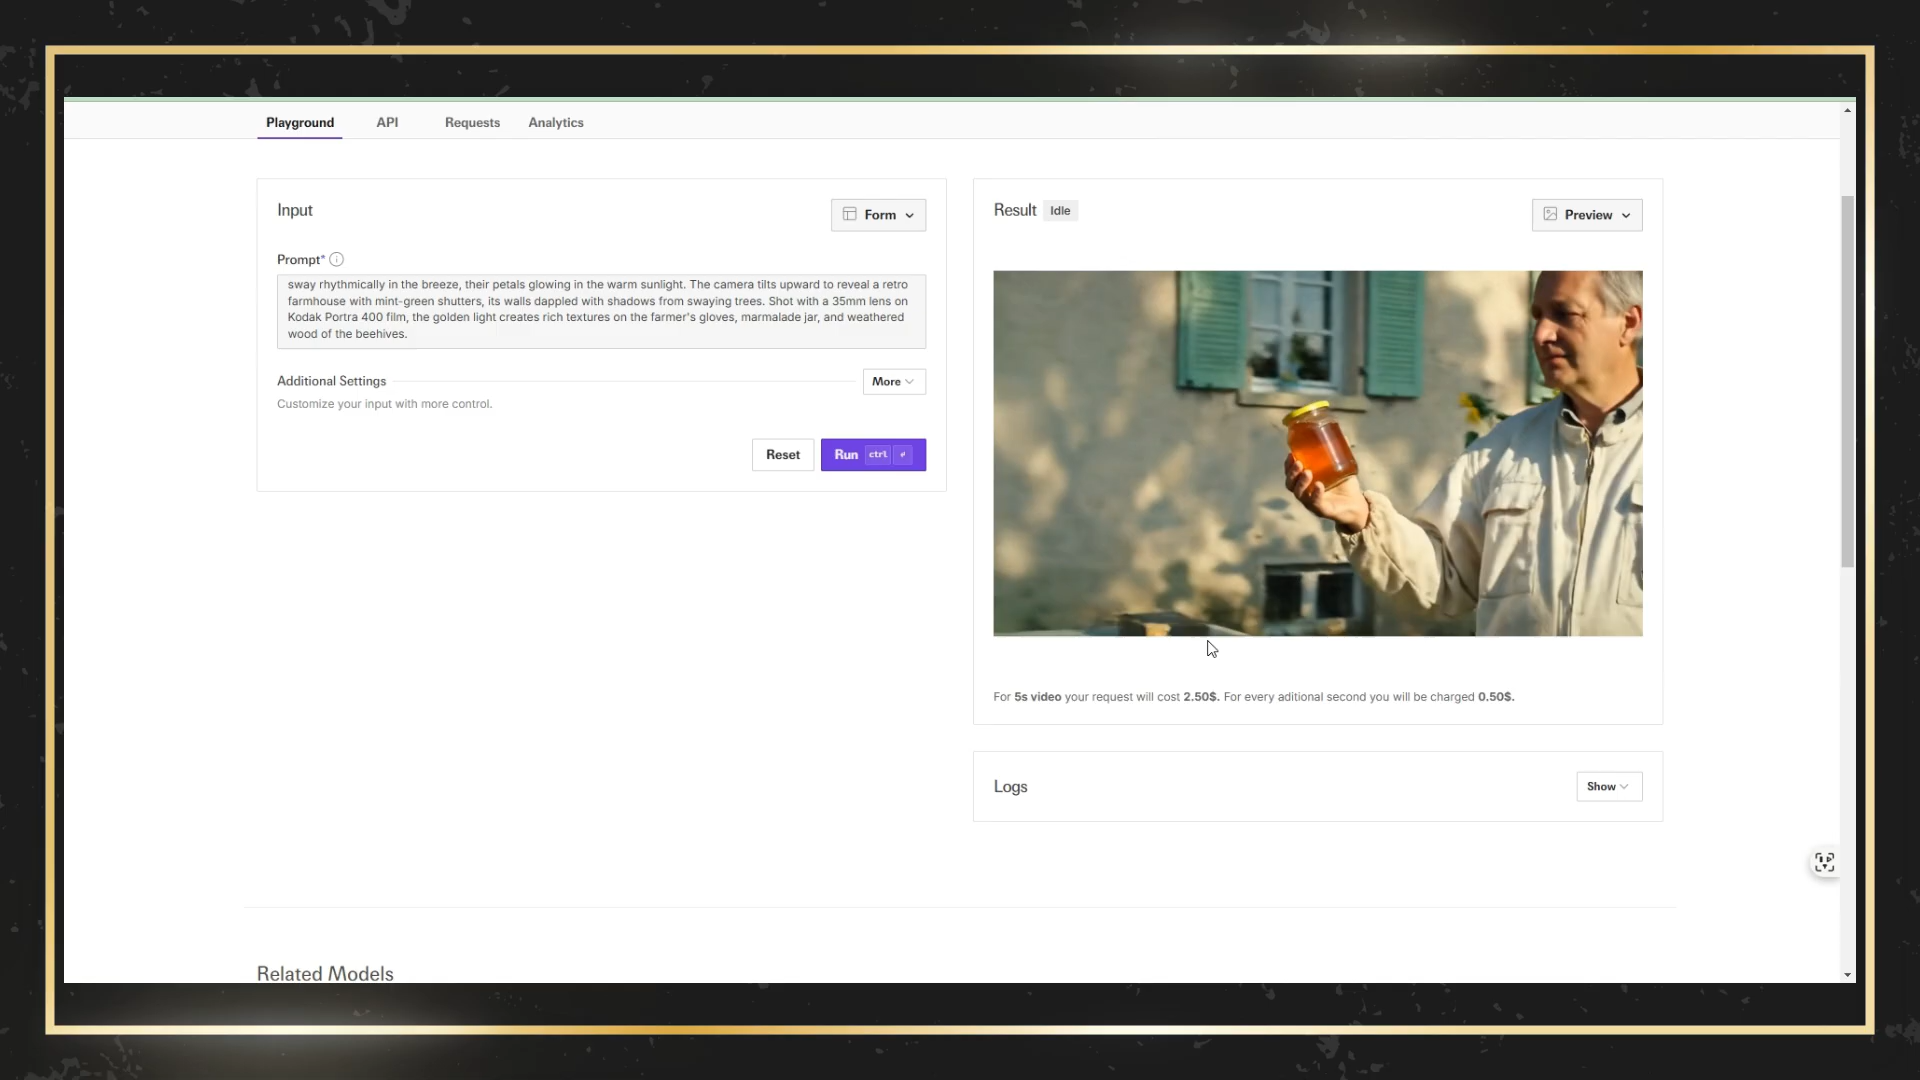 Playground API Requests Analytics
Input
Form
Prompt*
sway rhythmically in the breeze, their petals glowing in the warm sunlight. The camera tilts upward to reveal a retro
farmhouse with mint-green shutters, its walls dappled with shadows from swaying trees. Shot with a 35mm lens on
Kodak Portra 400 film, the golden light creates rich textures on the farmer's gloves, marmalade jar, and weathered
wood of the beehives.
Additional Settings
More
Customize your input with more control.
Reset
Run ctrl
Result Idle
Preview
For 5s video your request will cost 2.50$. For every aditional second you will be charged 0.50$.
Logs
Show
Related Models